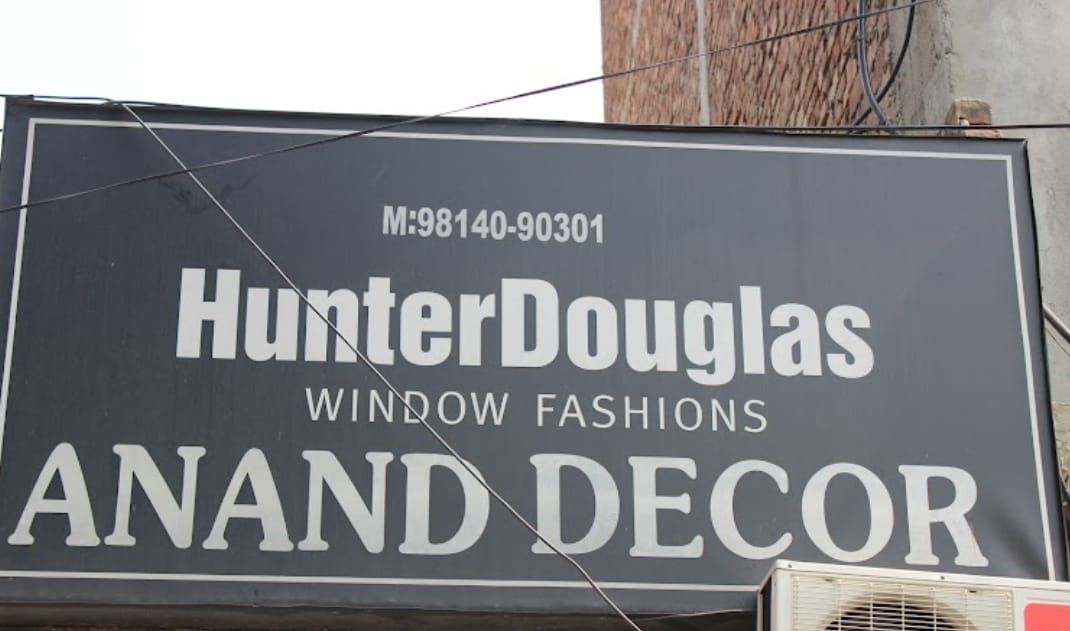 M:98140-90301
HunterDouglas
WINDOW FASHIONS
ANAND DECOR